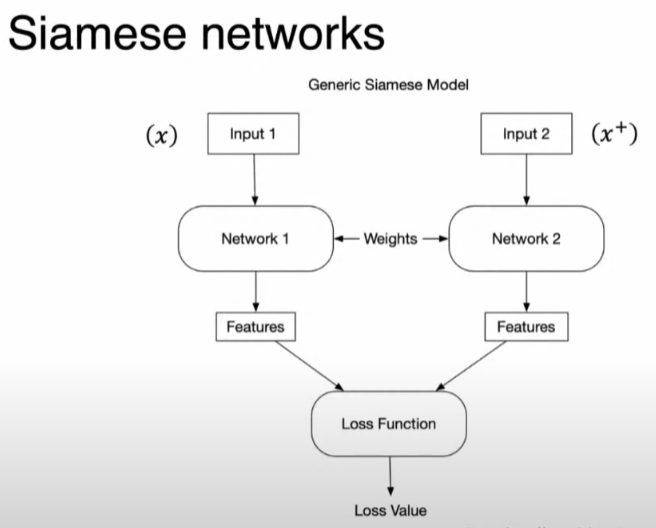 Siamese networks
Generic Siamese Model
(x) Input 1 Input 2 (x⁺)
Network 1 Weights Network 2
Features Features
Loss Function
Loss Value